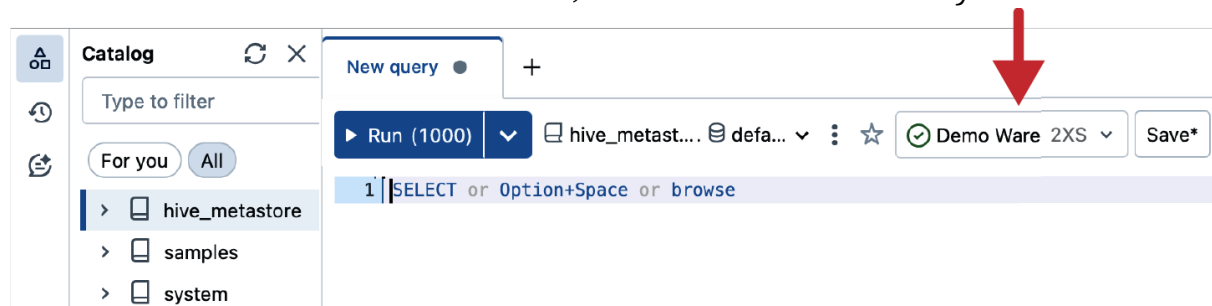 Catalog
New query
Type to filter
Run (1000)
hive_metast....
defa...
Demo Ware 2XS
Save*
For you
All
1 SELECT or Option+Space or browse
hive_metastore
samples
system